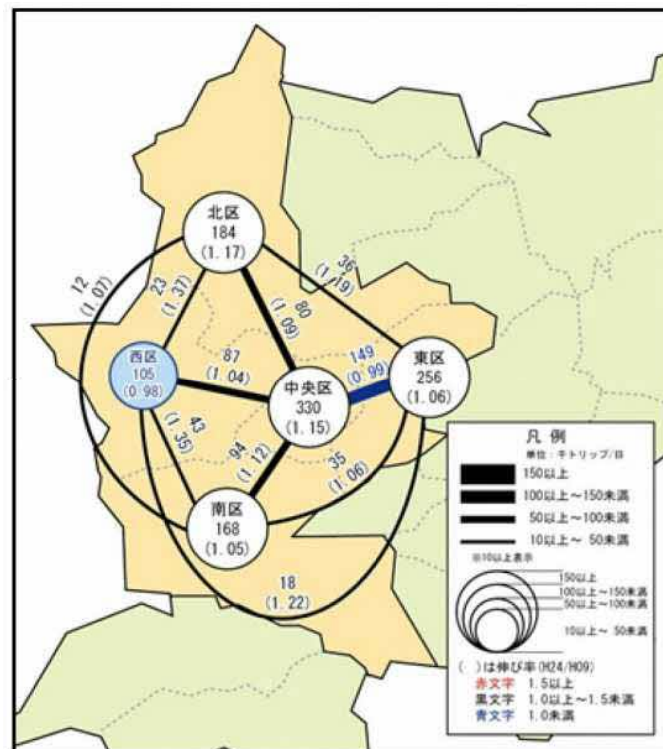 北区
184
(1.17)
12
(1.07)
23
(1.37)
80
(1.09)
36
(1.19)
西区
105
(0.98)
87
(1.04)
149
(0.99)
東区
256
(1.06)
中央区
330
(1.15)
43
(1.35)
94
(1.12)
35
(1.06)
南区
168
(1.05)
18
(1.22)
凡 例
単位:千トリップ/日
150以上
100以上~150未満
50以上~100未満
10以上~ 50未満
※10以上表示
150以上
100以上~150未満
50以上~100未満
10以上~ 50未満
( )は伸び率(H24/H09)
赤文字 1.5以上
黒文字 1.0以上~1.5未満
青文字 1.0未満